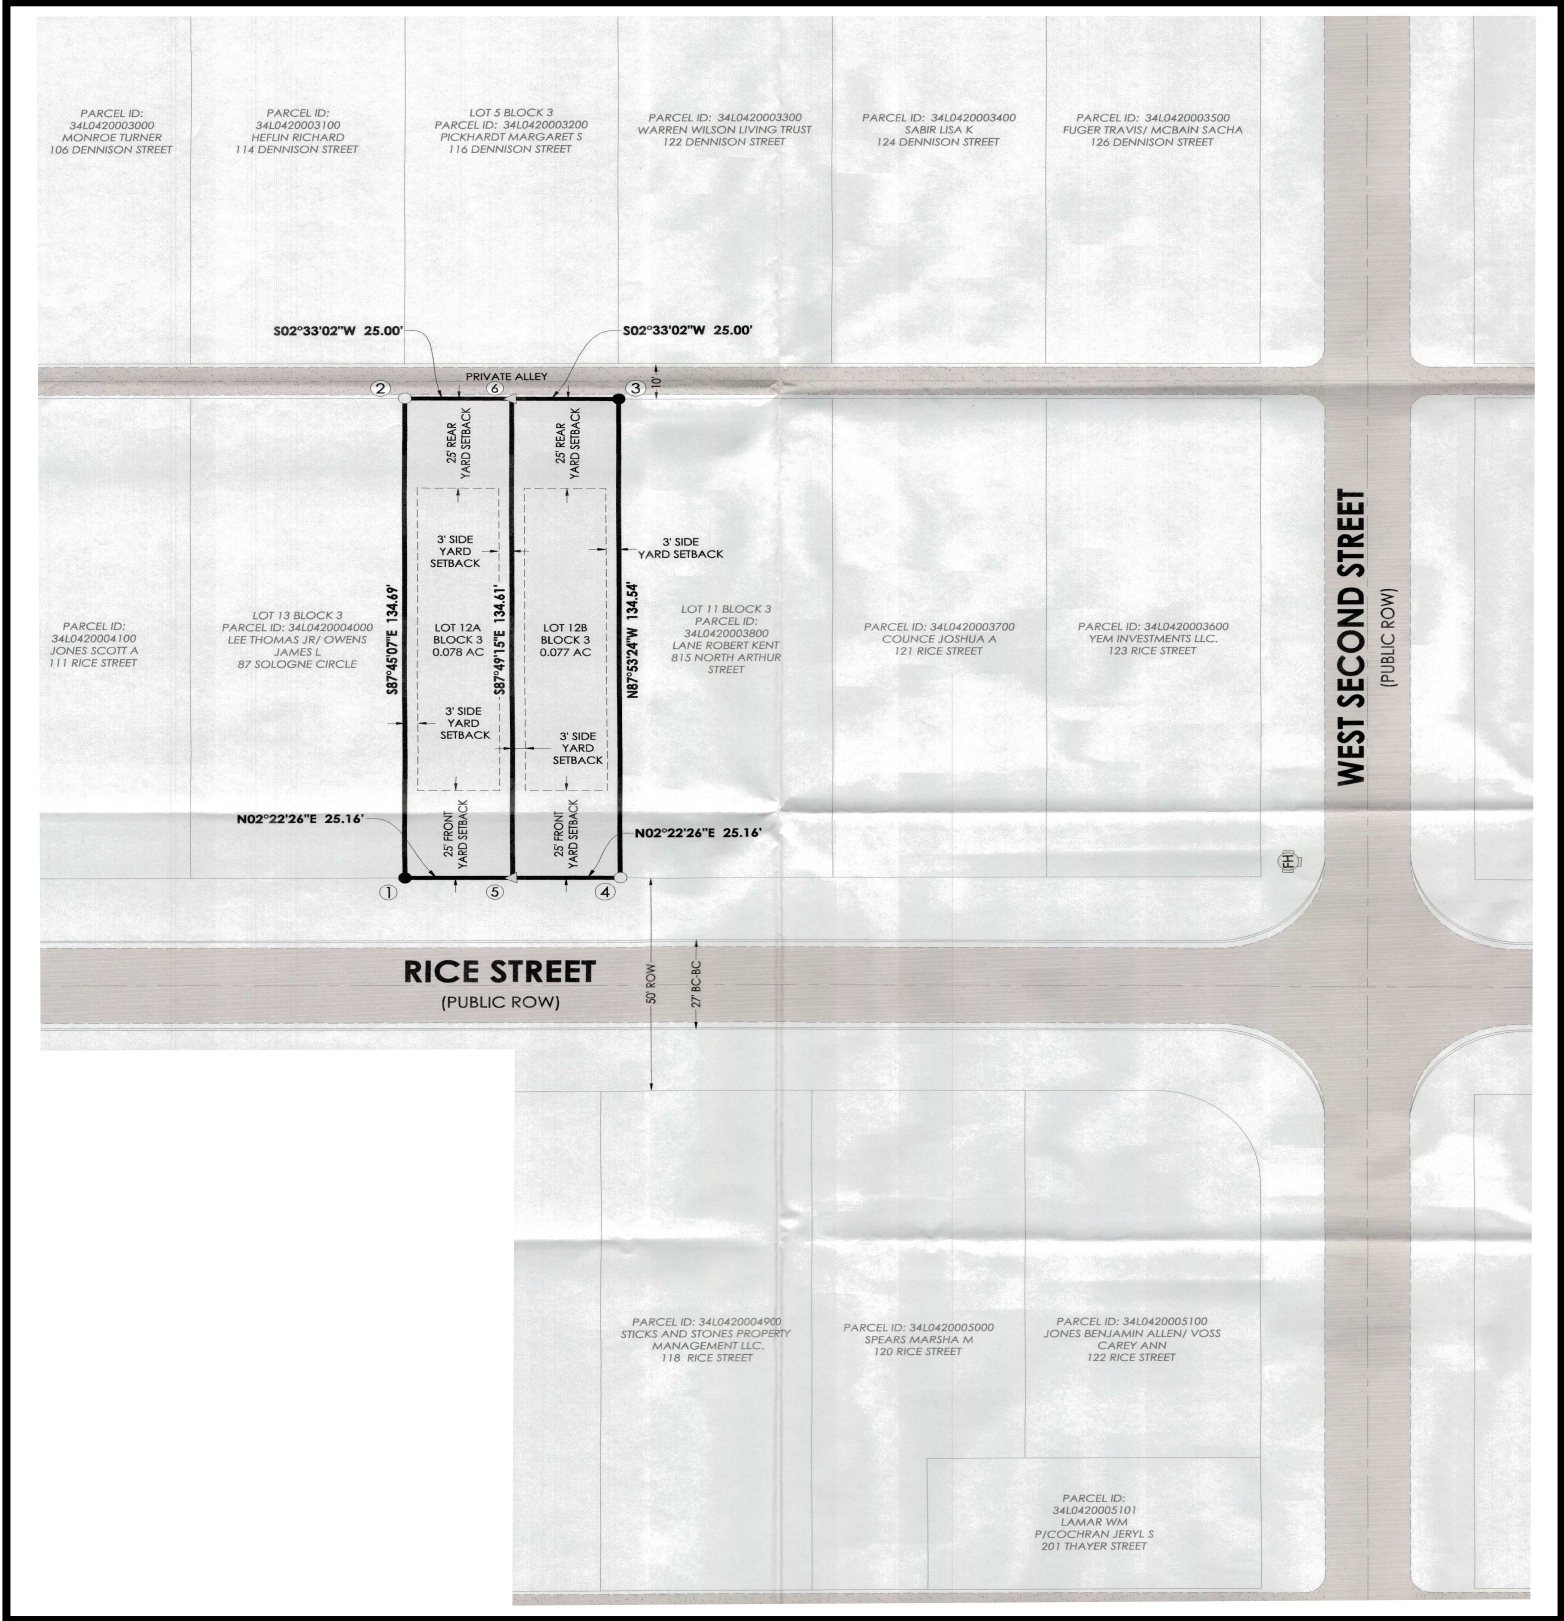 PARCEL ID:
34L0420003000
MONROE TURNER
106 DENNISON STREET
PARCEL ID:
34L0420003100
HEFLIN RICHARD
114 DENNISON STREET
LOT 5 BLOCK 3
PARCEL ID: 34L0420003200
PICKHARDT MARGARET S
116 DENNISON STREET
PARCEL ID: 34L0420003300
WARREN WILSON LIVING TRUST
122 DENNISON STREET
PARCEL ID: 34L0420003400
SABIR LISA K
124 DENNISON STREET
PARCEL ID: 34L0420003500
FUGER TRAVIS/ MCBAIN SACHA
126 DENNISON STREET
S02°33'02"W 25.00'
S02°33'02"W 25.00'
PRIVATE ALLEY
10'
2
6
3
25' REAR
YARD SETBACK
25' REAR
YARD SETBACK
3' SIDE
YARD
SETBACK
3' SIDE
YARD SETBACK
PARCEL ID:
34L0420004100
JONES SCOTT A
111 RICE STREET
LOT 13 BLOCK 3
PARCEL ID: 34L0420004000
LEE THOMAS JR/ OWENS
JAMES L
87 SOLOGNE CIRCLE
S87°45'07"E 134.69'
LOT 12A
BLOCK 3
0.078 AC
S87°49'15"E 134.61'
LOT 12B
BLOCK 3
0.077 AC
N87°53'24"W 134.54'
LOT 11 BLOCK 3
PARCEL ID:
34L0420003800
LANE ROBERT KENT
815 NORTH ARTHUR
STREET
PARCEL ID: 34L0420003700
COUNCE JOSHUA A
121 RICE STREET
PARCEL ID: 34L0420003600
YEM INVESTMENTS LLC.
123 RICE STREET
WEST SECOND STREET
(PUBLIC ROW)
3' SIDE
YARD
SETBACK
3' SIDE
YARD
SETBACK
N02°22'26"E 25.16'
25' FRONT
YARD SETBACK
25' FRONT
YARD SETBACK
N02°22'26"E 25.16'
FH
1
5
4
RICE STREET
(PUBLIC ROW)
50' ROW
27' BC-BC
PARCEL ID: 34L0420004900
STICKS AND STONES PROPERTY
MANAGEMENT LLC.
118 RICE STREET
PARCEL ID: 34L0420005000
SPEARS MARSHA M
120 RICE STREET
PARCEL ID: 34L0420005100
JONES BENJAMIN ALLEN/ VOSS
CAREY ANN
122 RICE STREET
PARCEL ID:
34L0420005101
LAMAR WM
P/COCHRAN JERYL S
201 THAYER STREET